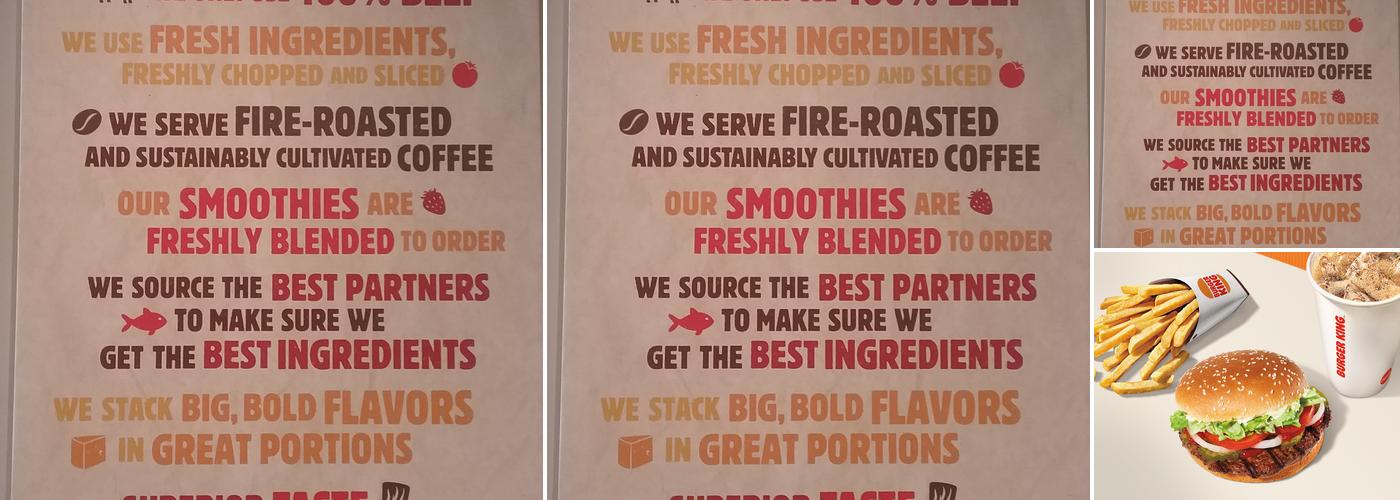 WE USE FRESH INGREDIENTS,
FRESHLY CHOPPED AND SLICED
WE SERVE FIRE-ROASTED
AND SUSTAINABLY CULTIVATED COFFEE
OUR SMOOTHIES ARE
FRESHLY BLENDED TO ORDER
WE SOURCE THE BEST PARTNERS
TO MAKE SURE WE
GET THE BEST INGREDIENTS
WE STACK BIG, BOLD FLAVORS
IN GREAT PORTIONS
SUPERIOR TASTE
WE USE FRESH INGREDIENTS,
FRESHLY CHOPPED AND SLICED
WE SERVE FIRE-ROASTED
AND SUSTAINABLY CULTIVATED COFFEE
OUR SMOOTHIES ARE
FRESHLY BLENDED TO ORDER
WE SOURCE THE BEST PARTNERS
TO MAKE SURE WE
GET THE BEST INGREDIENTS
WE STACK BIG, BOLD FLAVORS
IN GREAT PORTIONS
SUPERIOR TASTE
WE USE FRESH INGREDIENTS,
FRESHLY CHOPPED AND SLICED
WE SERVE FIRE-ROASTED
AND SUSTAINABLY CULTIVATED COFFEE
OUR SMOOTHIES ARE
FRESHLY BLENDED TO ORDER
WE SOURCE THE BEST PARTNERS
TO MAKE SURE WE
GET THE BEST INGREDIENTS
WE STACK BIG, BOLD FLAVORS
IN GREAT PORTIONS
BURGER KING
BURGER KING